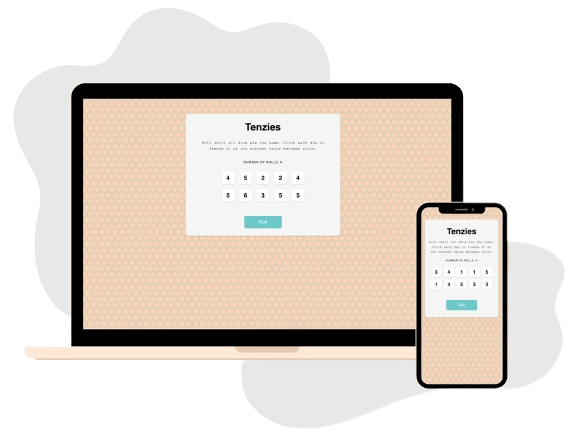 Tenzies
Roll until all dice are the same. Click each die to
freeze it at its current value between rolls.
NUMBER OF ROLLS: 0
4 5 2 2 4
5 6 3 5 5
Roll
Tenzies
Roll until all dice are the same.
Click each die to freeze it at
its current value between rolls.
NUMBER OF ROLLS: 0
3 4 1 1 5
1 4 5 3 3
Roll